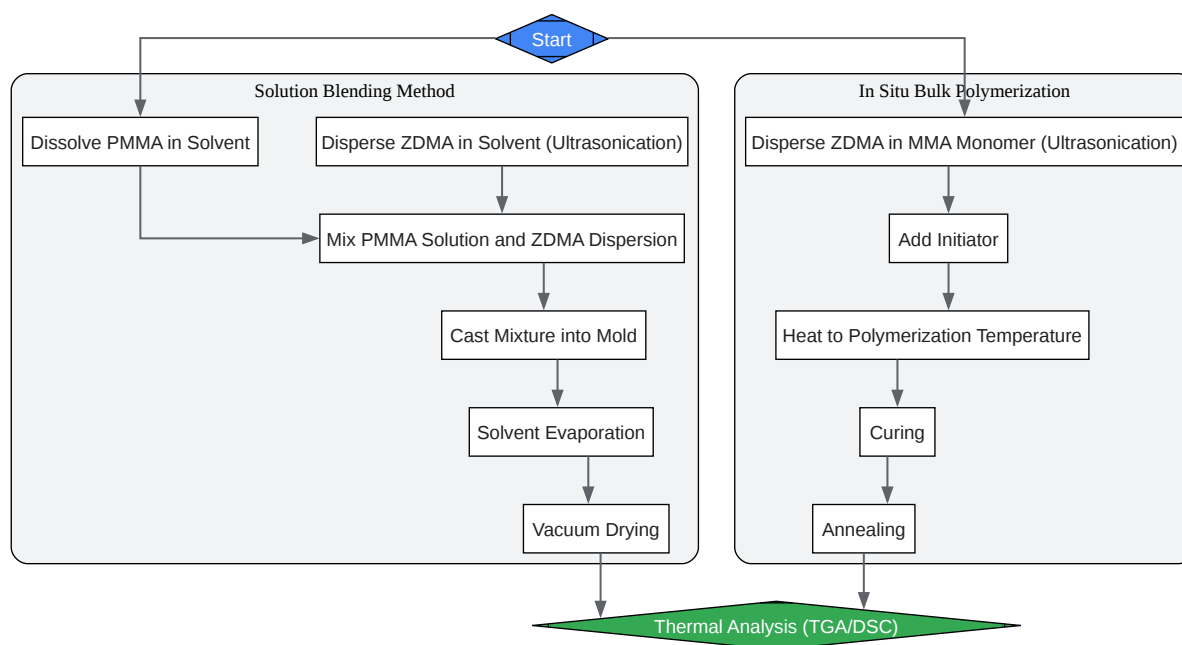 Start
Solution Blending Method
Dissolve PMMA in Solvent
Disperse ZDMA in Solvent (Ultrasonication)
Mix PMMA Solution and ZDMA Dispersion
Cast Mixture into Mold
Solvent Evaporation
Vacuum Drying
In Situ Bulk Polymerization
Disperse ZDMA in MMA Monomer (Ultrasonication)
Add Initiator
Heat to Polymerization Temperature
Curing
Annealing
Thermal Analysis (TGA/DSC)